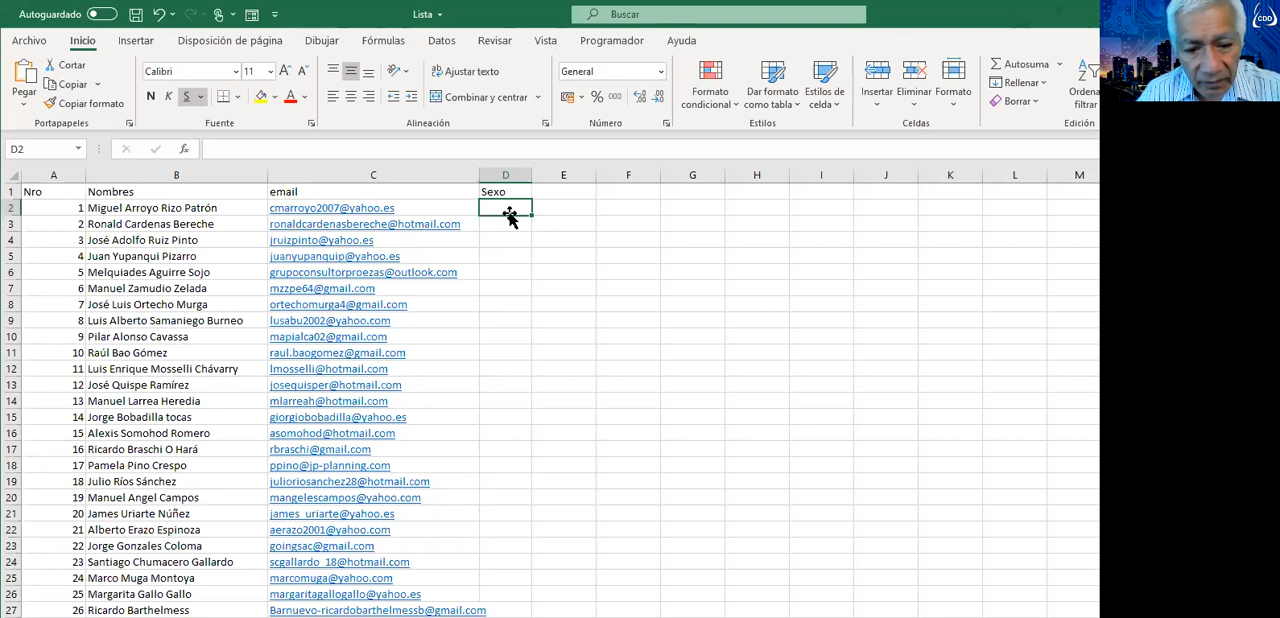 Autoguardado
Lista
Buscar
Archivo Inicio Insertar Disposición de página Dibujar Fórmulas Datos Revisar Vista Programador Ayuda
Pegar
Cortar
Copiar
Copiar formato
Portapapeles
Calibri 11
N K S
Fuente
Ajustar texto
Combinar y centrar
Alineación
General
% 000
Número
Formato condicional
Dar formato como tabla
Estilos de celda
Estilos
Insertar Eliminar Formato
Celdas
Autosuma
Rellenar
Borrar
Ordena
filtrar
Edición
CDD
D2
fx
A B C D E F G H I J K L M
1 Nro Nombres email Sexo
2 1 Miguel Arroyo Rizo Patrón cmarroyo2007@yahoo.es
3 2 Ronald Cardenas Bereche ronaldcardenasbereche@hotmail.com
4 3 José Adolfo Ruiz Pinto jruizpinto@yahoo.es
5 4 Juan Yupanqui Pizarro juanyupanquip@yahoo.es
6 5 Melquiades Aguirre Sojo grupoconsultorproezas@outlook.com
7 6 Manuel Zamudio Zelada mzzpe64@gmail.com
8 7 José Luis Ortecho Murga ortechomurga4@gmail.com
9 8 Luis Alberto Samaniego Burneo lusabu2002@yahoo.com
10 9 Pilar Alonso Cavassa mapialca02@gmail.com
11 10 Raúl Bao Gómez raul.baogomez@gmail.com
12 11 Luis Enrique Mosselli Chávarry lmosselli@hotmail.com
13 12 José Quispe Ramírez josequisper@hotmail.com
14 13 Manuel Larrea Heredia mlarreah@hotmail.com
15 14 Jorge Bobadilla tocas giorgiobobadilla@yahoo.es
16 15 Alexis Somohod Romero asomohod@hotmail.com
17 16 Ricardo Braschi O Hará rbraschi@gmail.com
18 17 Pamela Pino Crespo ppino@jp-planning.com
19 18 Julio Ríos Sánchez julioriosanchez28@hotmail.com
20 19 Manuel Angel Campos mangelescampos@yahoo.com
21 20 James Uriarte Núñez james_uriarte@yahoo.es
22 21 Alberto Erazo Espinoza aerazo2001@yahoo.com
23 22 Jorge Gonzales Coloma goingsac@gmail.com
24 23 Santiago Chumacero Gallardo scgallardo_18@hotmail.com
25 24 Marco Muga Montoya marcomuga@yahoo.com
26 25 Margarita Gallo Gallo margaritagallogallo@yahoo.es
27 26 Ricardo Barthelmess Barnuevo-ricardobarthelmessb@gmail.com